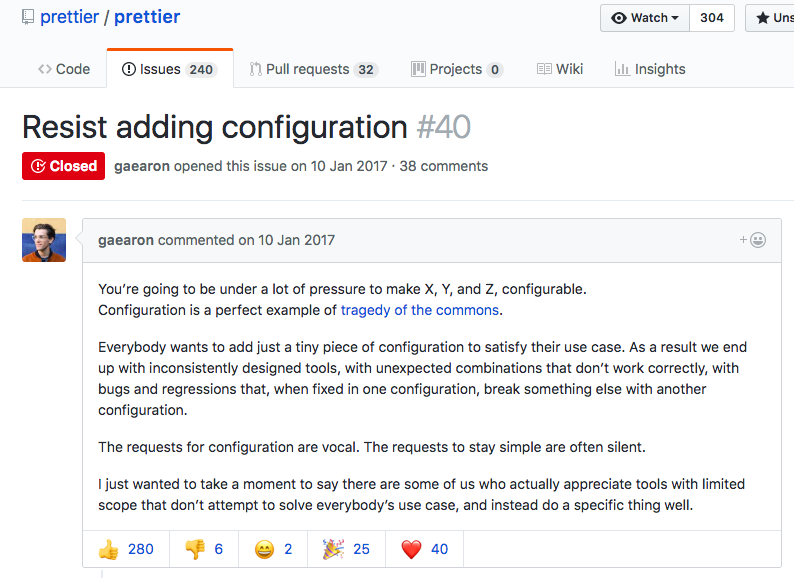 prettier / prettier
Watch 304 Uns
Code Issues 240 Pull requests 32 Projects 0 Wiki Insights
Resist adding configuration #40
Closed gaearon opened this issue on 10 Jan 2017 · 38 comments
gaearon commented on 10 Jan 2017
You’re going to be under a lot of pressure to make X, Y, and Z, configurable.
Configuration is a perfect example of tragedy of the commons.
Everybody wants to add just a tiny piece of configuration to satisfy their use case. As a result we end
up with inconsistently designed tools, with unexpected combinations that don’t work correctly, with
bugs and regressions that, when fixed in one configuration, break something else with another
configuration.
The requests for configuration are vocal. The requests to stay simple are often silent.
I just wanted to take a moment to say there are some of us who actually appreciate tools with limited
scope that don’t attempt to solve everybody’s use case, and instead do a specific thing well.
👍 280 👎 6 😄 2 🎉 25 ❤️ 40